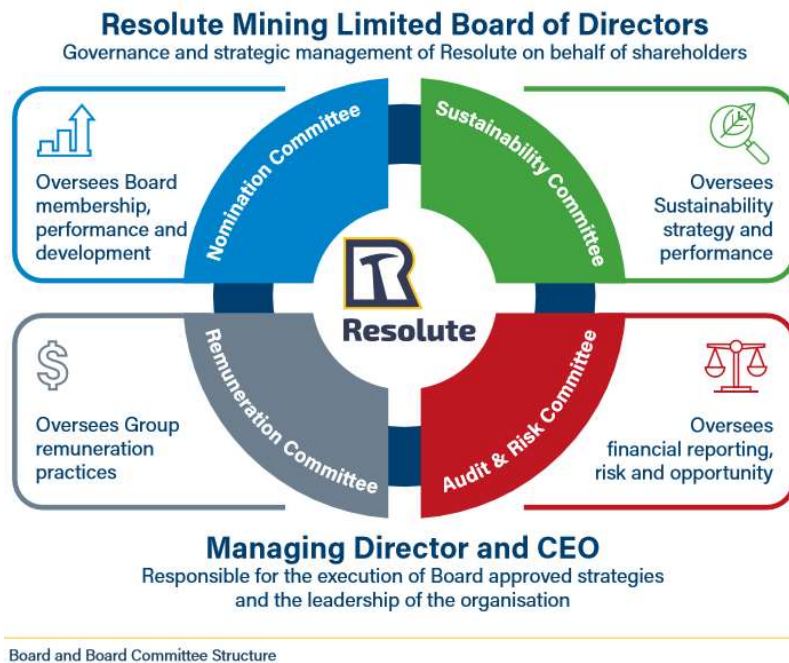 Resolute Mining Limited Board of Directors
Governance and strategic management of Resolute on behalf of shareholders
Nomination Committee
Oversees Board
membership,
performance and
development
Sustainability Committee
Oversees
Sustainability
strategy and
performance
Resolute
Remuneration Committee
$
Oversees Group
remuneration
practices
Audit & Risk Committee
Oversees
financial reporting,
risk and opportunity
Managing Director and CEO
Responsible for the execution of Board approved strategies
and the leadership of the organisation
Board and Board Committee Structure